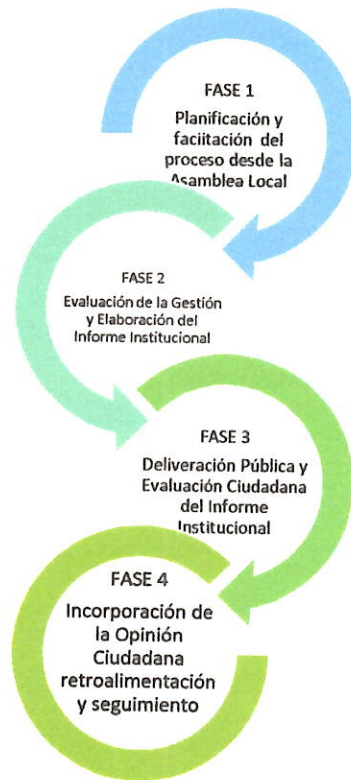 FASE 1
Planificación y
faciitación del
proceso desde la
Asamblea Local
FASE 2
Evaluación de la Gestión
y Elaboración del
Informe Institucional
FASE 3
Deliveración Pública y
Evaluación Ciudadana
del Informe
Institucional
FASE 4
Incorporación de
la Opinión
Ciudadana
retroalimentación
y seguimiento